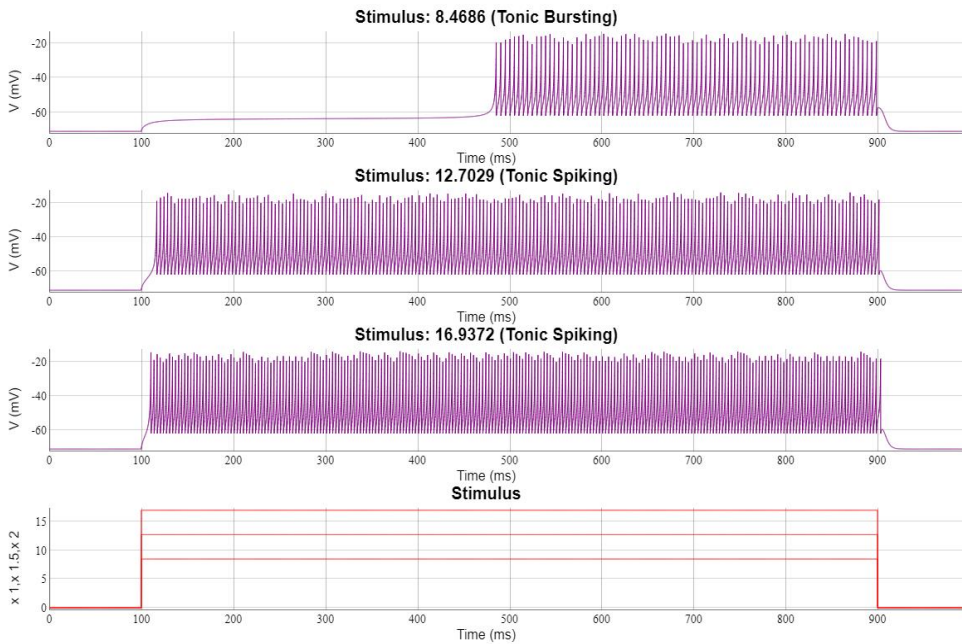 Stimulus: 8.4686 (Tonic Bursting)
V (mV)
-20
-40
-60
0 100 200 300 400 500 600 700 800 900
Time (ms)
Stimulus: 12.7029 (Tonic Spiking)
V (mV)
-20
-40
-60
0 100 200 300 400 500 600 700 800 900
Time (ms)
Stimulus: 16.9372 (Tonic Spiking)
V (mV)
-20
-40
-60
0 100 200 300 400 500 600 700 800 900
Time (ms)
Stimulus
x 1,x 1.5,x 2
15
10
5
0
0 100 200 300 400 500 600 700 800 900
Time (ms)